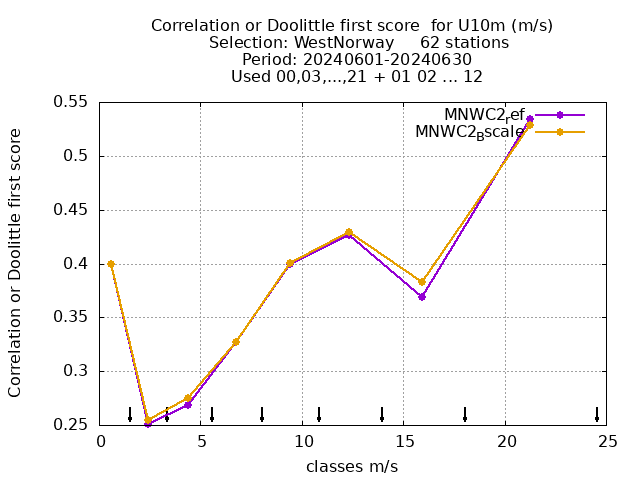 Correlation or Doolittle first score  for U10m (m/s)
Selection: WestNorway     62 stations
Period: 20240601-20240630
Used 00,03,...,21 + 01 02 ... 12
Correlation or Doolittle first score
0.55
0.5
0.45
0.4
0.35
0.3
0.25
MNWC2ref
MNWC2Bscale
0
5
10
15
20
25
classes m/s